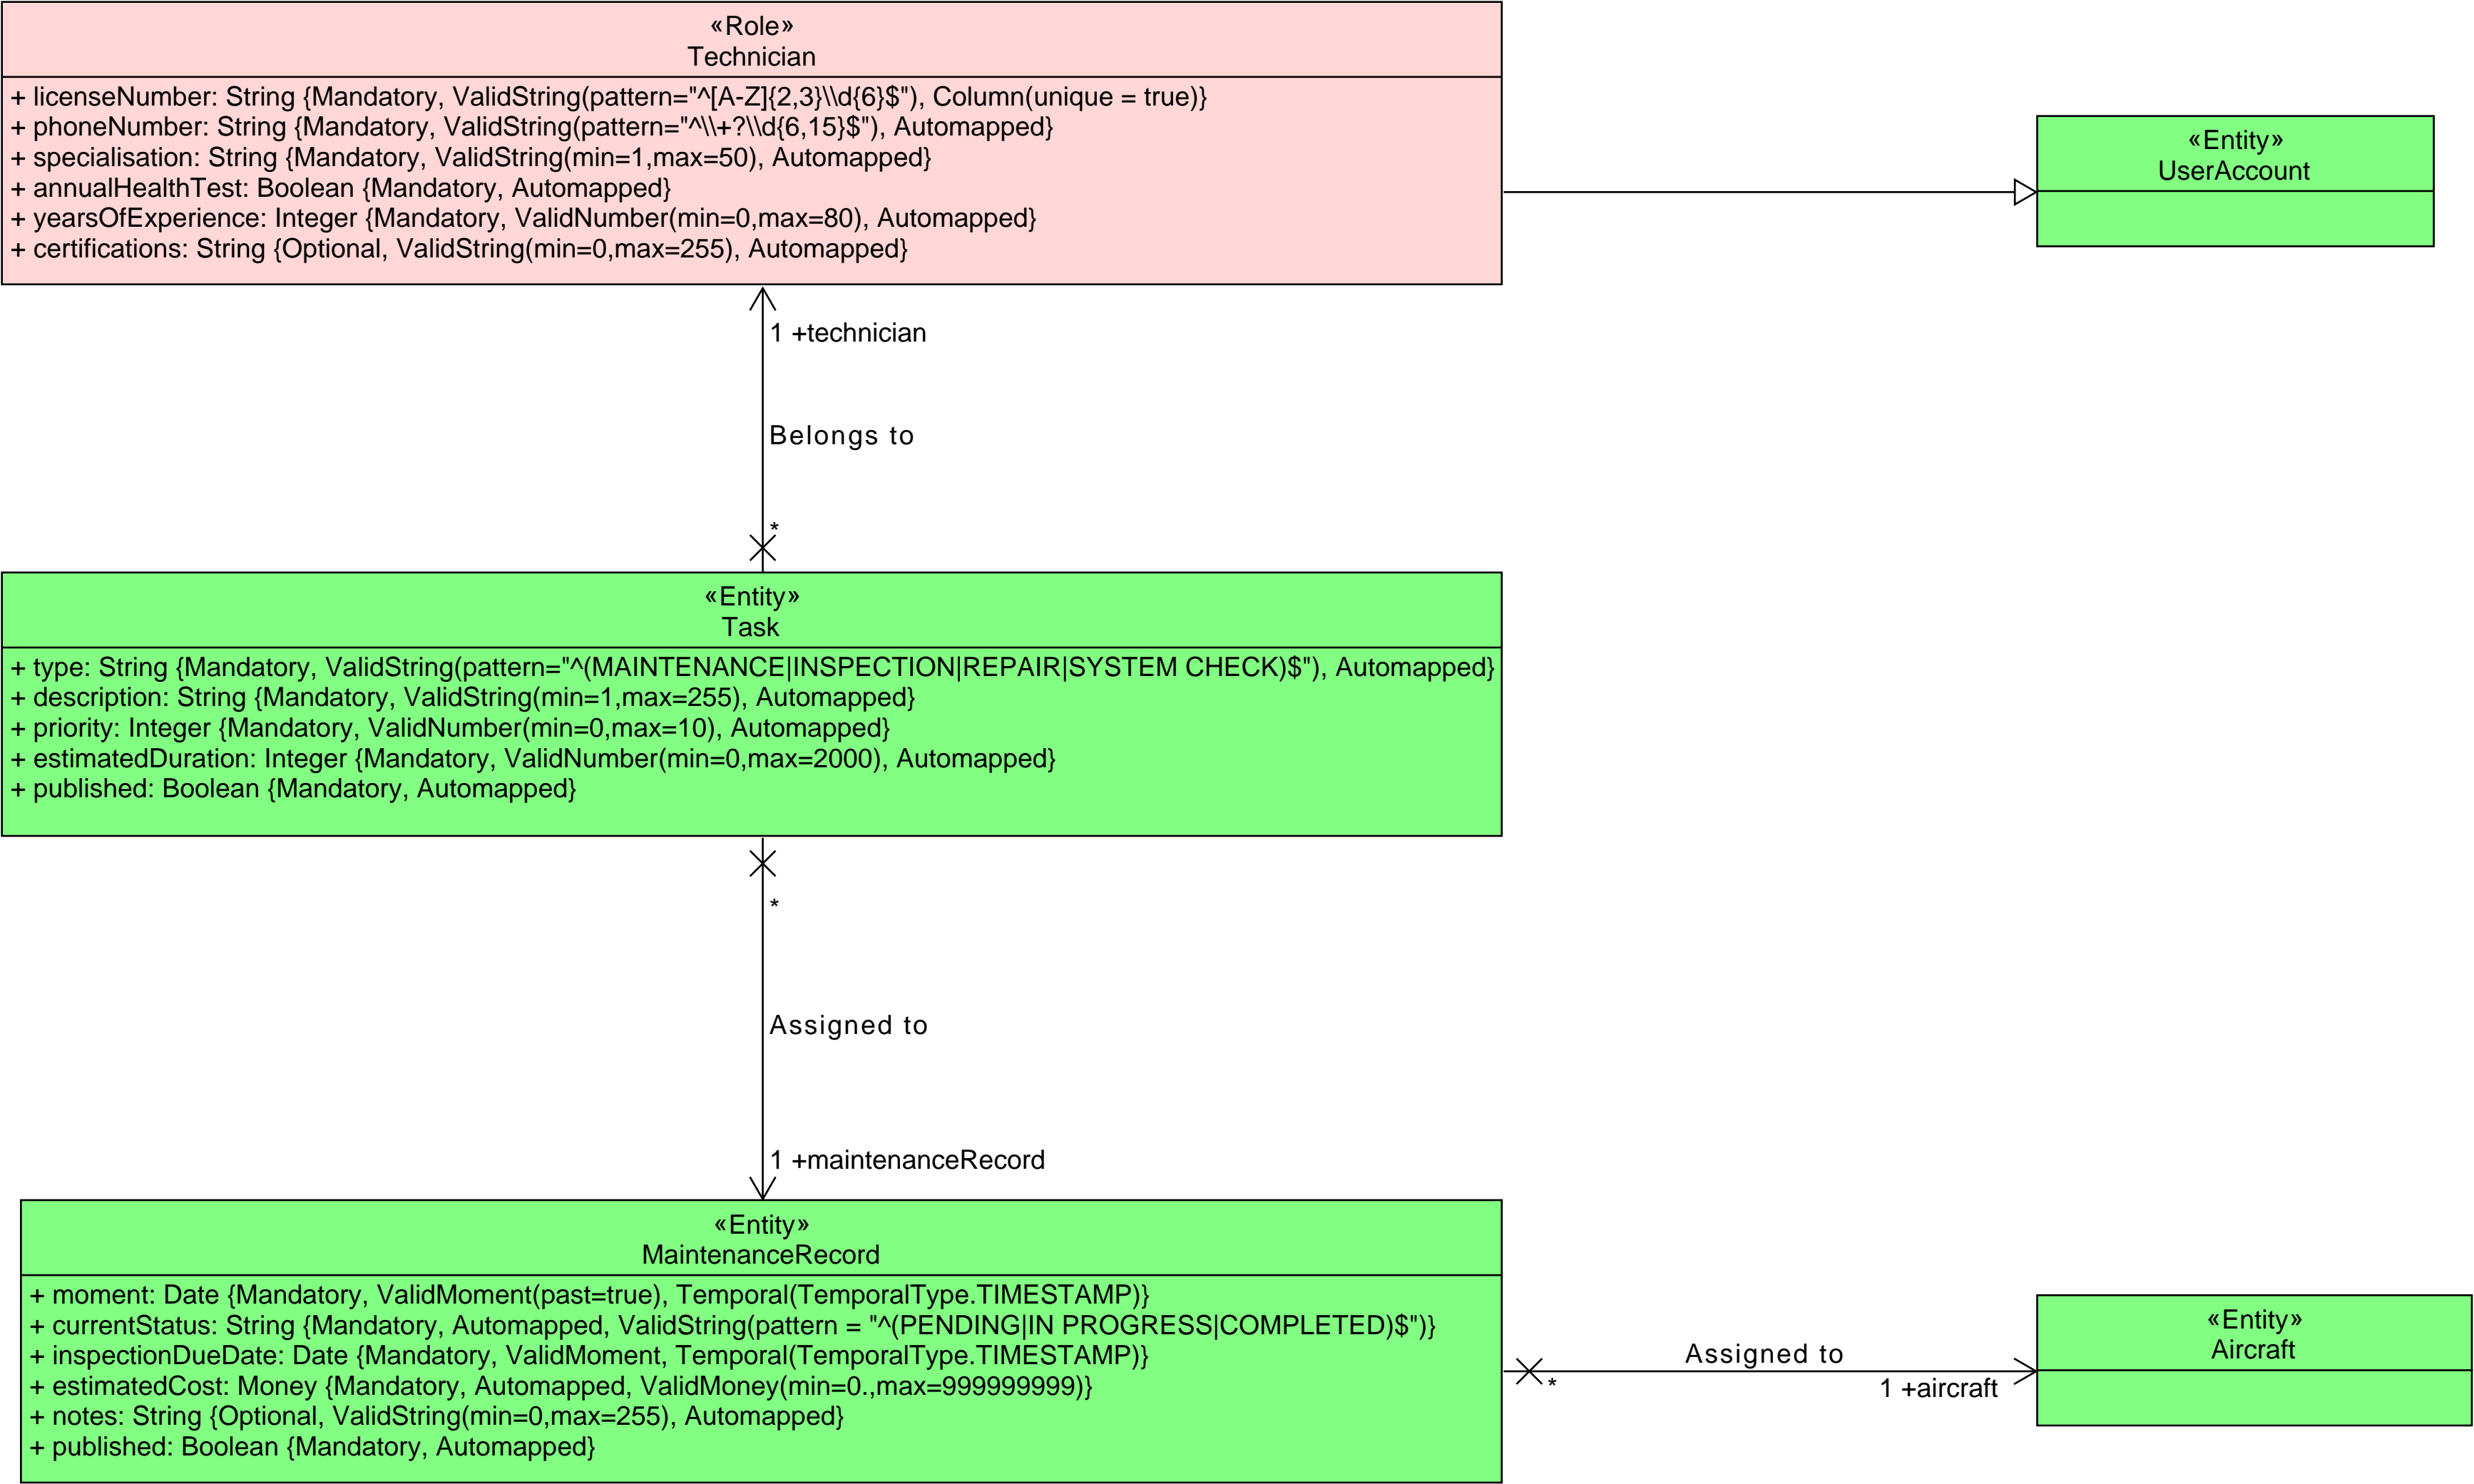 «Role»
Technician
+ licenseNumber: String {Mandatory, ValidString(pattern="^[A-Z]{2,3}\\d{6}$"), Column(unique = true)}
+ phoneNumber: String {Mandatory, ValidString(pattern="^\\+?\\d{6,15}$"), Automapped}
+ specialisation: String {Mandatory, ValidString(min=1,max=50), Automapped}
+ annualHealthTest: Boolean {Mandatory, Automapped}
+ yearsOfExperience: Integer {Mandatory, ValidNumber(min=0,max=80), Automapped}
+ certifications: String {Optional, ValidString(min=0,max=255), Automapped}
«Entity»
UserAccount
1 +technician
Belongs to
*
«Entity»
Task
+ type: String {Mandatory, ValidString(pattern="^(MAINTENANCE|INSPECTION|REPAIR|SYSTEM CHECK)$"), Automapped}
+ description: String {Mandatory, ValidString(min=1,max=255), Automapped}
+ priority: Integer {Mandatory, ValidNumber(min=0,max=10), Automapped}
+ estimatedDuration: Integer {Mandatory, ValidNumber(min=0,max=2000), Automapped}
+ published: Boolean {Mandatory, Automapped}
*
Assigned to
1 +maintenanceRecord
«Entity»
MaintenanceRecord
+ moment: Date {Mandatory, ValidMoment(past=true), Temporal(TemporalType.TIMESTAMP)}
+ currentStatus: String {Mandatory, Automapped, ValidString(pattern = "^(PENDING|IN PROGRESS|COMPLETED)$")}
+ inspectionDueDate: Date {Mandatory, ValidMoment, Temporal(TemporalType.TIMESTAMP)}
+ estimatedCost: Money {Mandatory, Automapped, ValidMoney(min=0.,max=999999999)}
+ notes: String {Optional, ValidString(min=0,max=255), Automapped}
+ published: Boolean {Mandatory, Automapped}
Assigned to
*
1 +aircraft
«Entity»
Aircraft